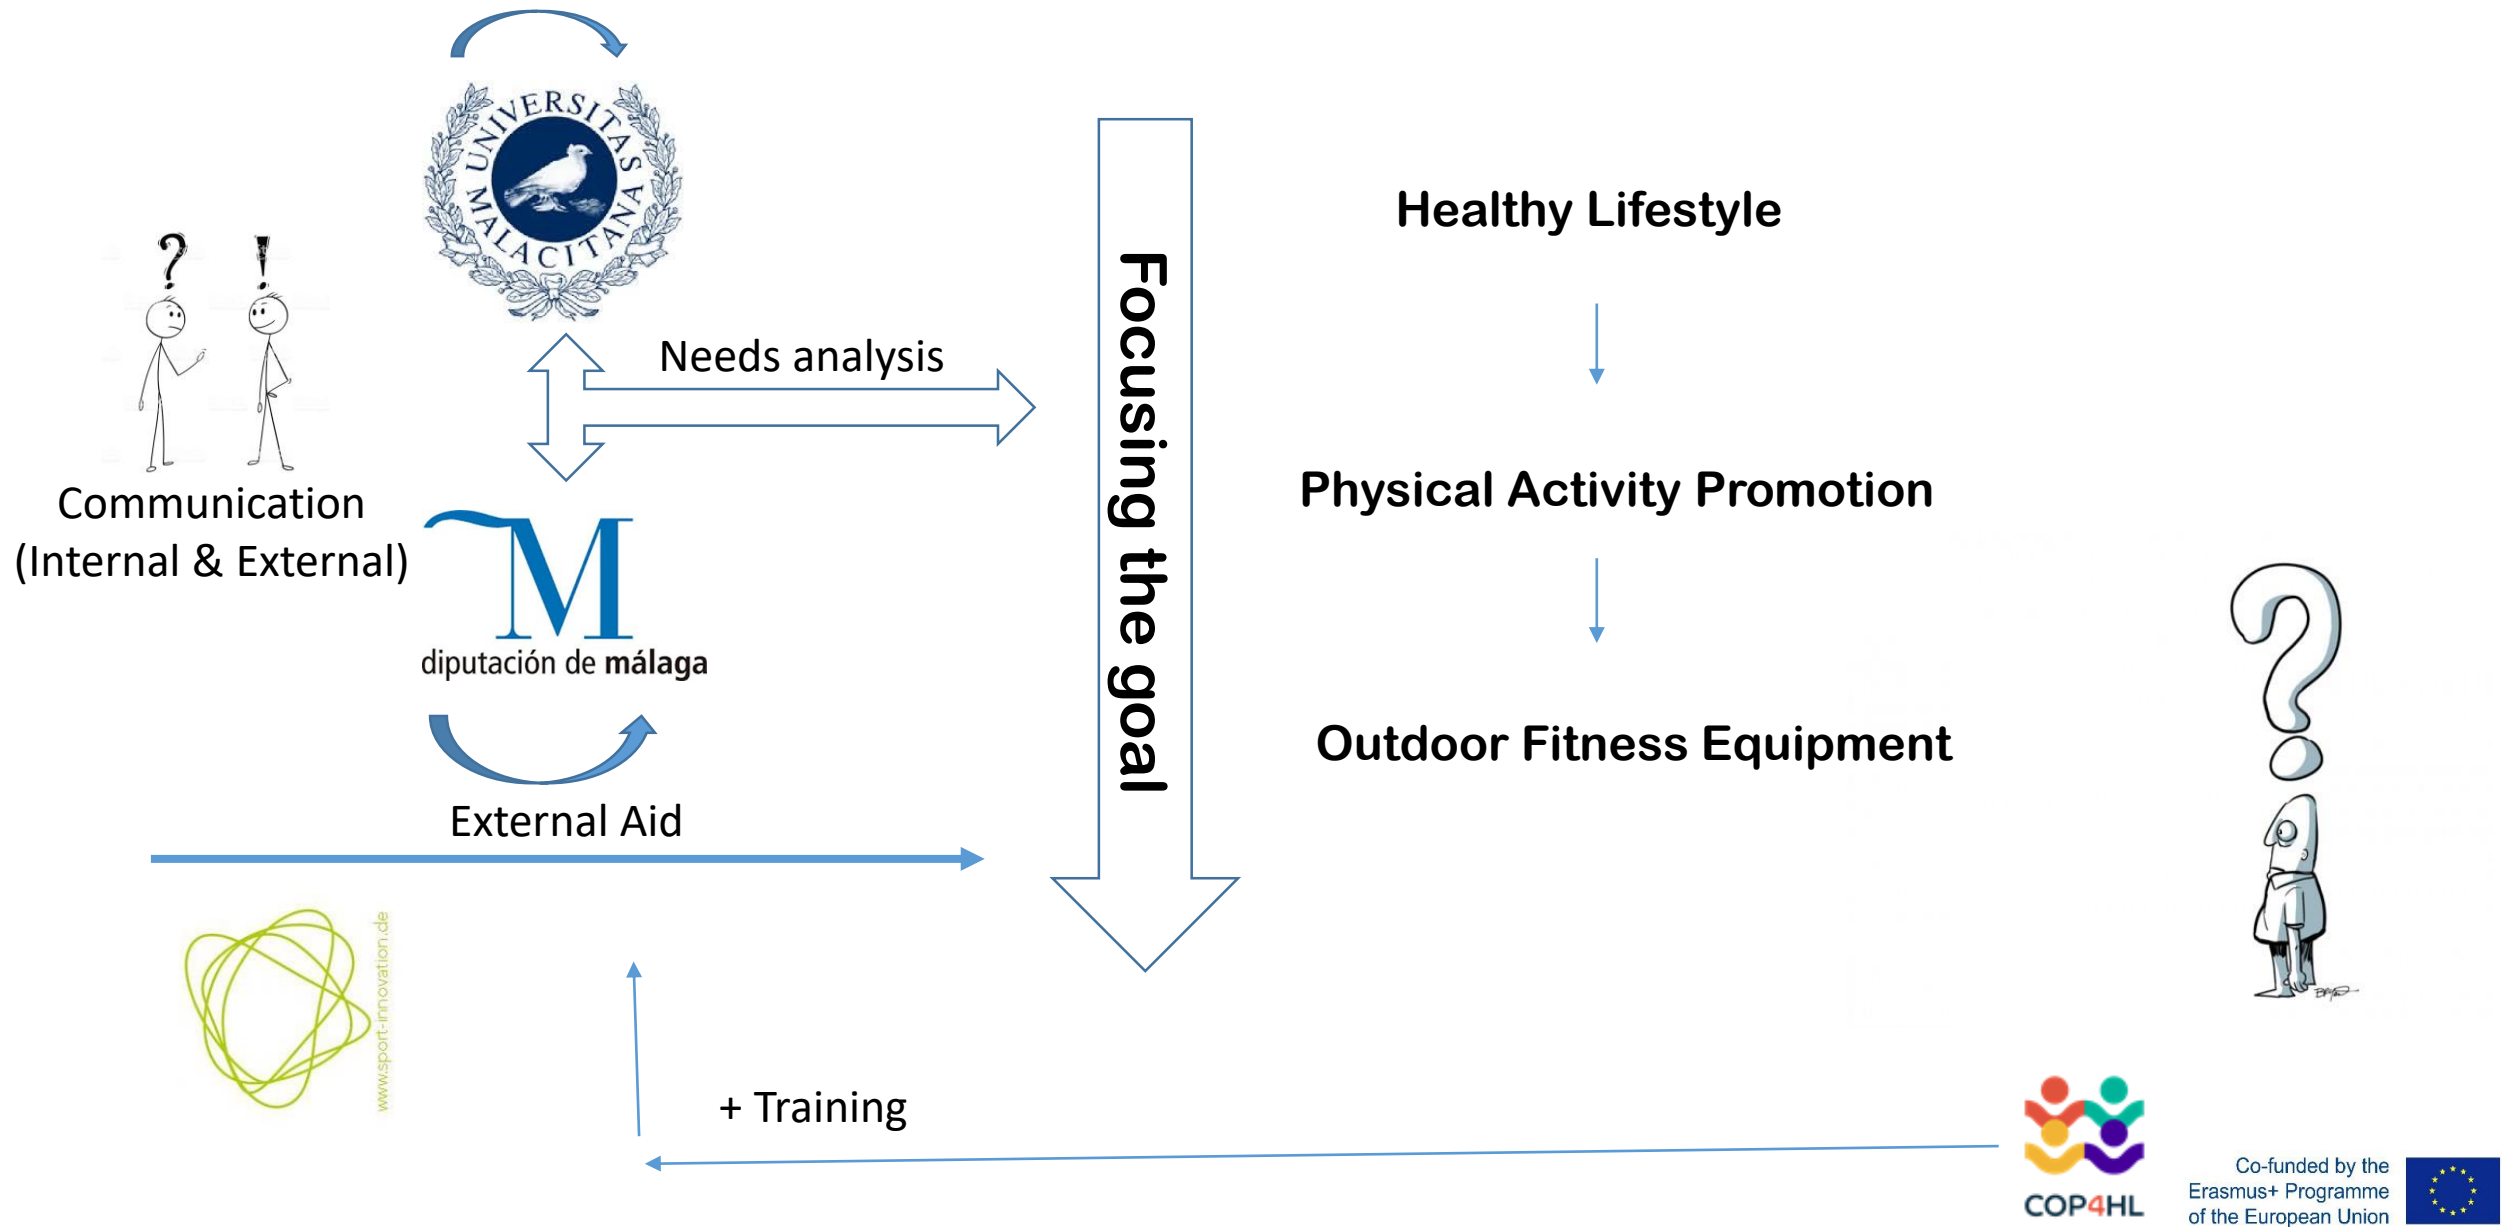 UNIVERSITAS
MALACITANA
Needs analysis
Communication
(Internal & External)
M
diputación de málaga
External Aid
www.sport-innovation.de
+ Training
Focusing the goal
Healthy Lifestyle
Physical Activity Promotion
Outdoor Fitness Equipment
?
!
?
COP4HL
Co-funded by the
Erasmus+ Programme
of the European Union